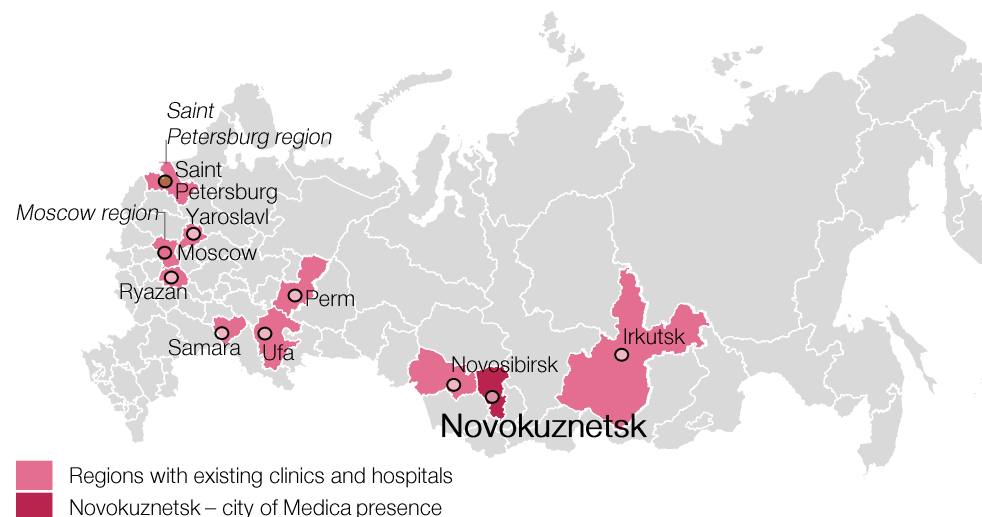 Saint
Petersburg region
Saint
Petersburg
Moscow region
Yaroslavl
Moscow
Ryazan
Perm
Samara
Ufa
Irkutsk
Novosibirsk
Novokuznetsk
Regions with existing clinics and hospitals
Novokuznetsk – city of Medica presence